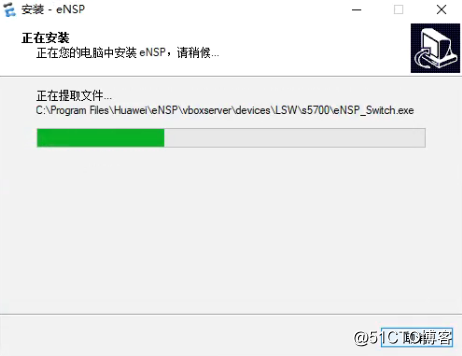 安装 - eNSP
正在安装
正在您的电脑中安装 eNSP，请稍候...
正在提取文件...
C:\Program Files\Huawei\eNSP\vboxserver\devices\LSW\s5700\eNSP_Switch.exe
@51CTO博客